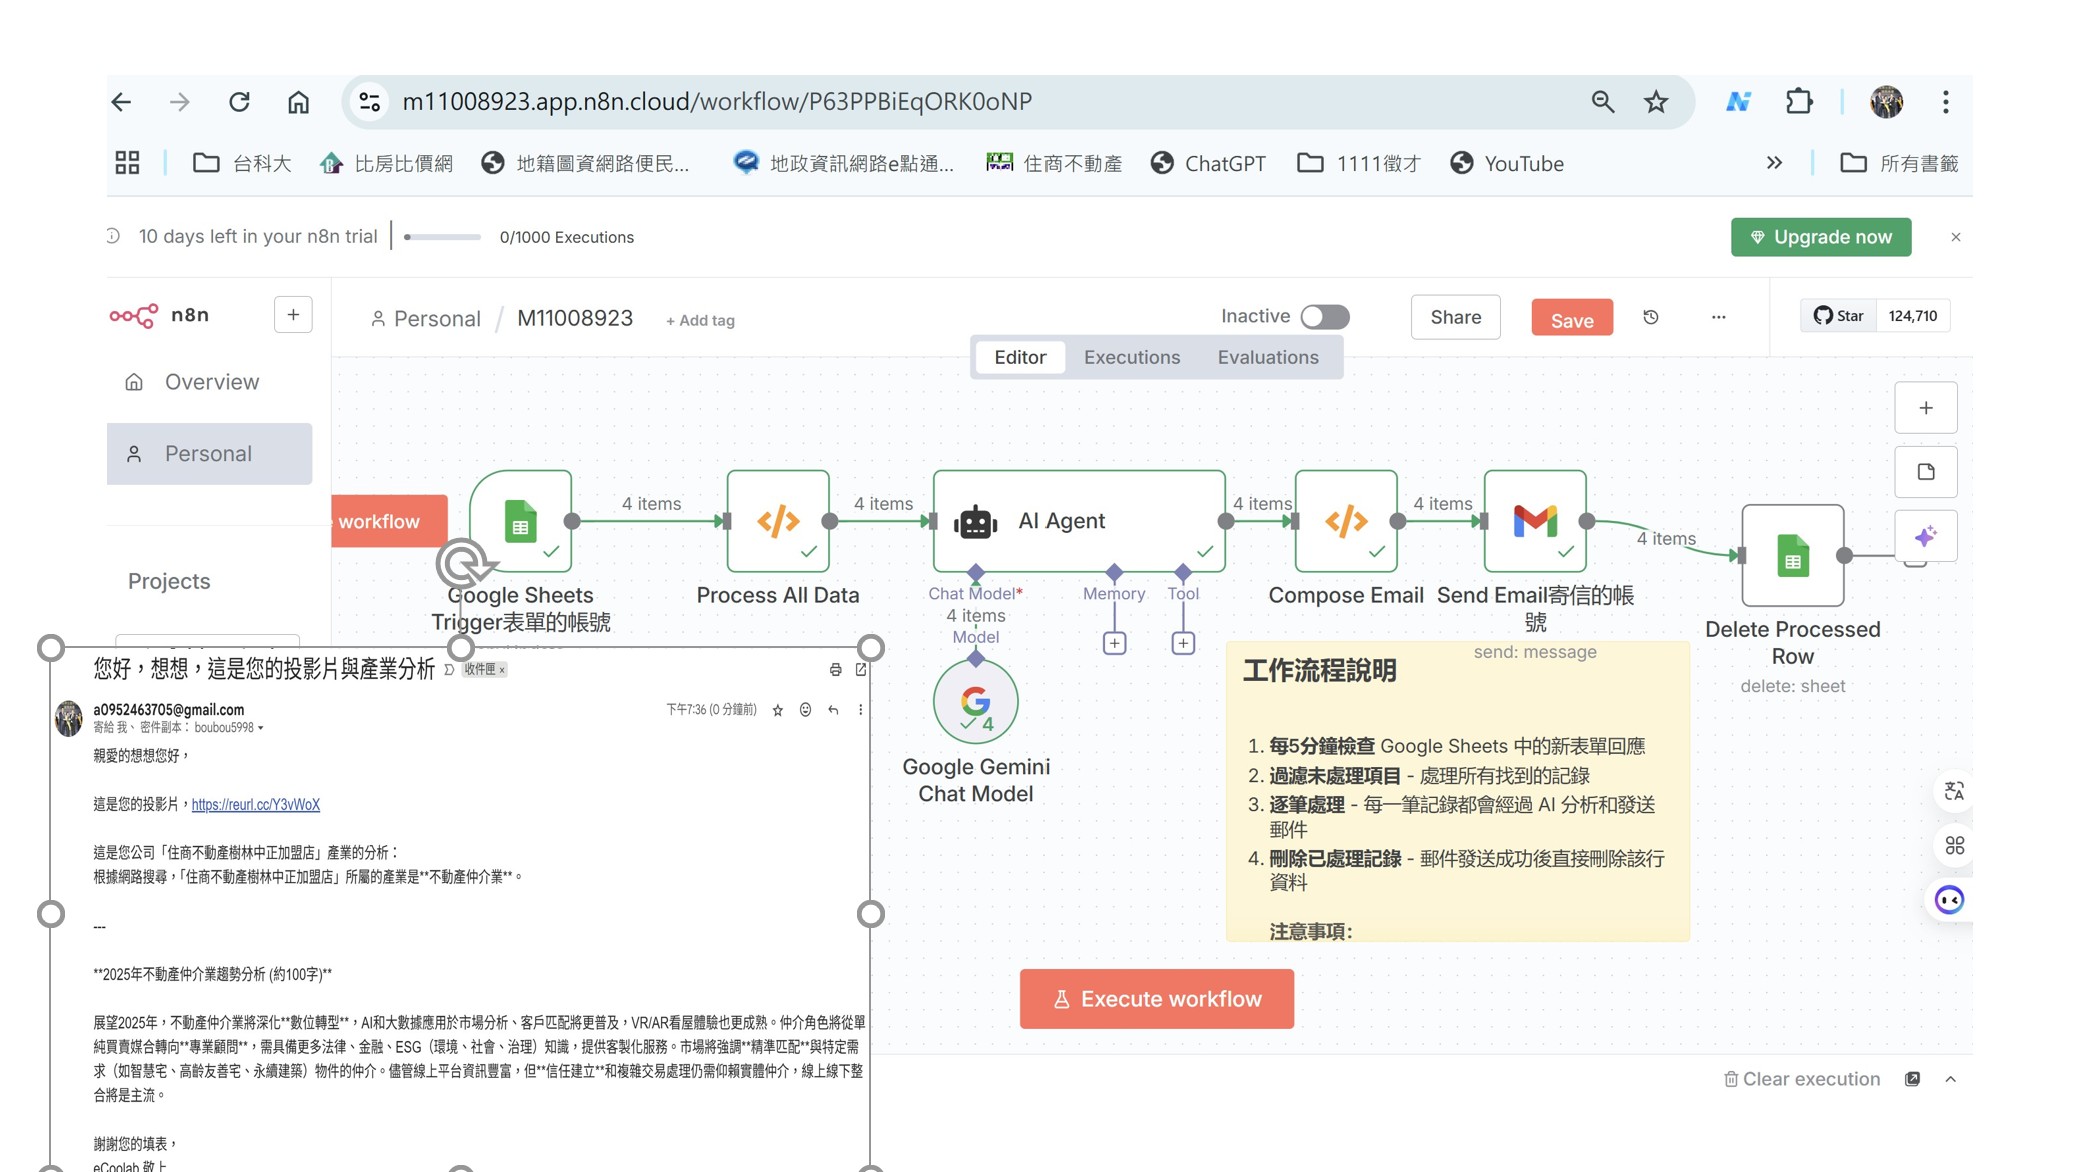 m11008923.app.n8n.cloud/workflow/P63PPBiEqORK0oNP
台科大
比房比價網
地籍圖資網路便民...
地政資訊網路e點通...
住商不動產
ChatGPT
1111徵才
YouTube
所有書籤
10 days left in your n8n trial
0/1000 Executions
Upgrade now
n8n
Personal / M11008923
+ Add tag
Inactive
Share
Save
Star
124,710
Editor
Executions
Evaluations
Overview
Personal
Projects
workflow
4 items
4 items
4 items
4 items
4 items
AI Agent
Google Sheets
Trigger表單的帳號
Process All Data
Chat Model*
4 items
Model
Memory
Tool
Compose Email
Send Email寄信的帳
號
send: message
Delete Processed
Row
delete: sheet
4
Google Gemini
Chat Model
工作流程說明
1. 每5分鐘檢查 Google Sheets 中的新表單回應
2. 過濾未處理項目 - 處理所有找到的記錄
3. 逐筆處理 - 每一筆記錄都會經過 AI 分析和發送
郵件
4. 刪除已處理記錄 - 郵件發送成功後直接刪除該行
資料
注意事項：
Execute workflow
Clear execution
您好，想想，這是您的投影片與產業分析
收件匣 ×
a0952463705@gmail.com
下午7:36 (0 分鐘前)
寄給 我、 密件副本： boubou5998
親愛的想想您好，
這是您的投影片，https://reurl.cc/Y3vWoX
這是您公司「住商不動產樹林中正加盟店」產業的分析：
根據網路搜尋，「住商不動產樹林中正加盟店」所屬的產業是**不動產仲介業**。
---
**2025年不動產仲介業趨勢分析 (約100字)**
展望2025年，不動產仲介業將深化**數位轉型**，AI和大數據應用於市場分析、客戶匹配將更普及，VR/AR看屋體驗也更成熟。仲介角色將從單
純買賣媒合轉向**專業顧問**，需具備更多法律、金融、ESG（環境、社會、治理）知識，提供客製化服務。市場將強調**精準匹配**與特定需
求（如智慧宅、高齡友善宅、永續建築）物件的仲介。儘管線上平台資訊豐富，但**信任建立**和複雜交易處理仍需仰賴實體仲介，線上線下整
合將是主流。
謝謝您的填表，
eCoolab 敬上